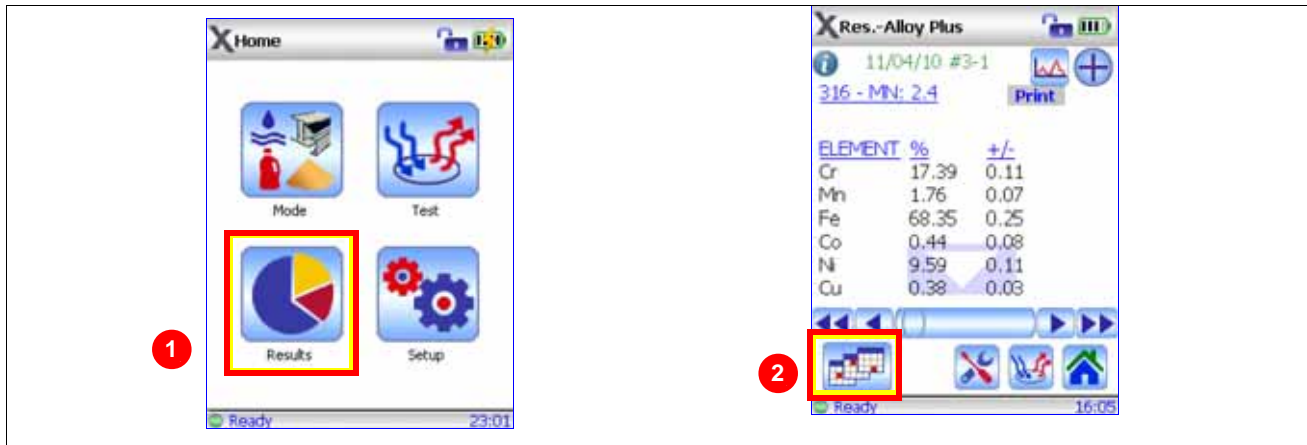 Home
Mode
Test
Results
Setup
1
Ready
23:01
Res.-Alloy Plus
11/04/10 #3-1
316 - MN: 2.4
Print
ELEMENT % +/-
Cr 17.39 0.11
Mn 1.76 0.07
Fe 68.35 0.25
Co 0.44 0.08
Ni 9.59 0.11
Cu 0.38 0.03
2
Ready
16:05